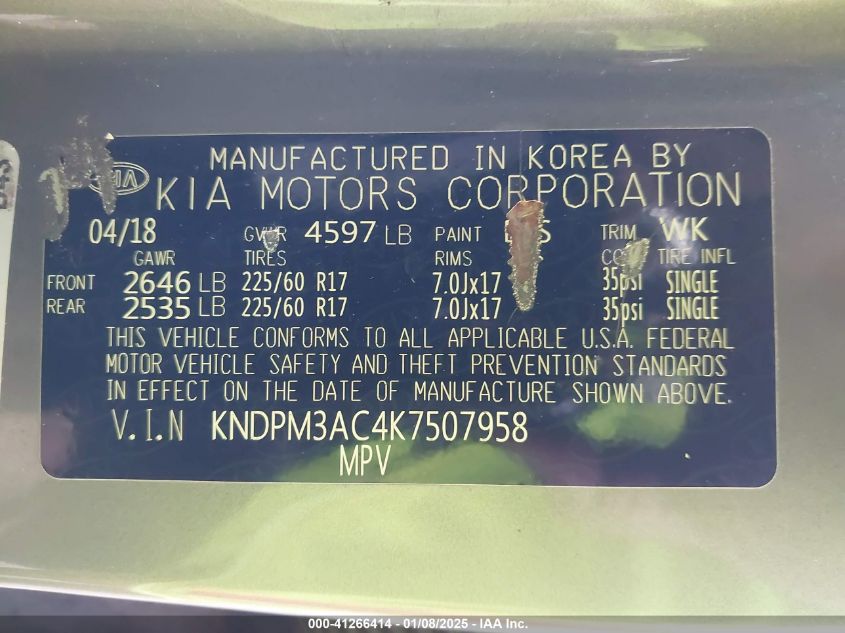 MANUFACTURED IN KOREA BY
KIA
KIA MOTORS CORPORATION
04/18 GVWR 4597 LB PAINT TRIM WK
GAWR TIRES RIMS TIRE INFL
FRONT 2646 LB 225/60 R17 7.0Jx17 35psi SINGLE
REAR 2535 LB 225/60 R17 7.0Jx17 35psi SINGLE
THIS VEHICLE CONFORMS TO ALL APPLICABLE U.S.A. FEDERAL
MOTOR VEHICLE SAFETY AND THEFT PREVENTION STANDARDS
IN EFFECT ON THE DATE OF MANUFACTURE SHOWN ABOVE.
V.I.N KNDPM3AC4K7507958
MPV
000-41266414 - 01/08/2025 - IAA Inc.